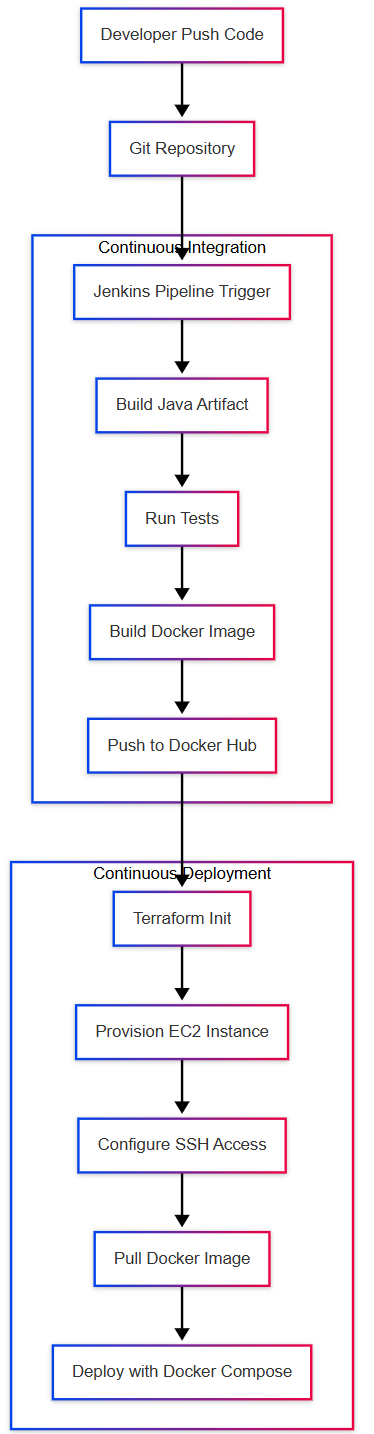 Developer Push Code
Git Repository
Continuous Integration
Jenkins Pipeline Trigger
Build Java Artifact
Run Tests
Build Docker Image
Push to Docker Hub
Continuous Deployment
Terraform Init
Provision EC2 Instance
Configure SSH Access
Pull Docker Image
Deploy with Docker Compose